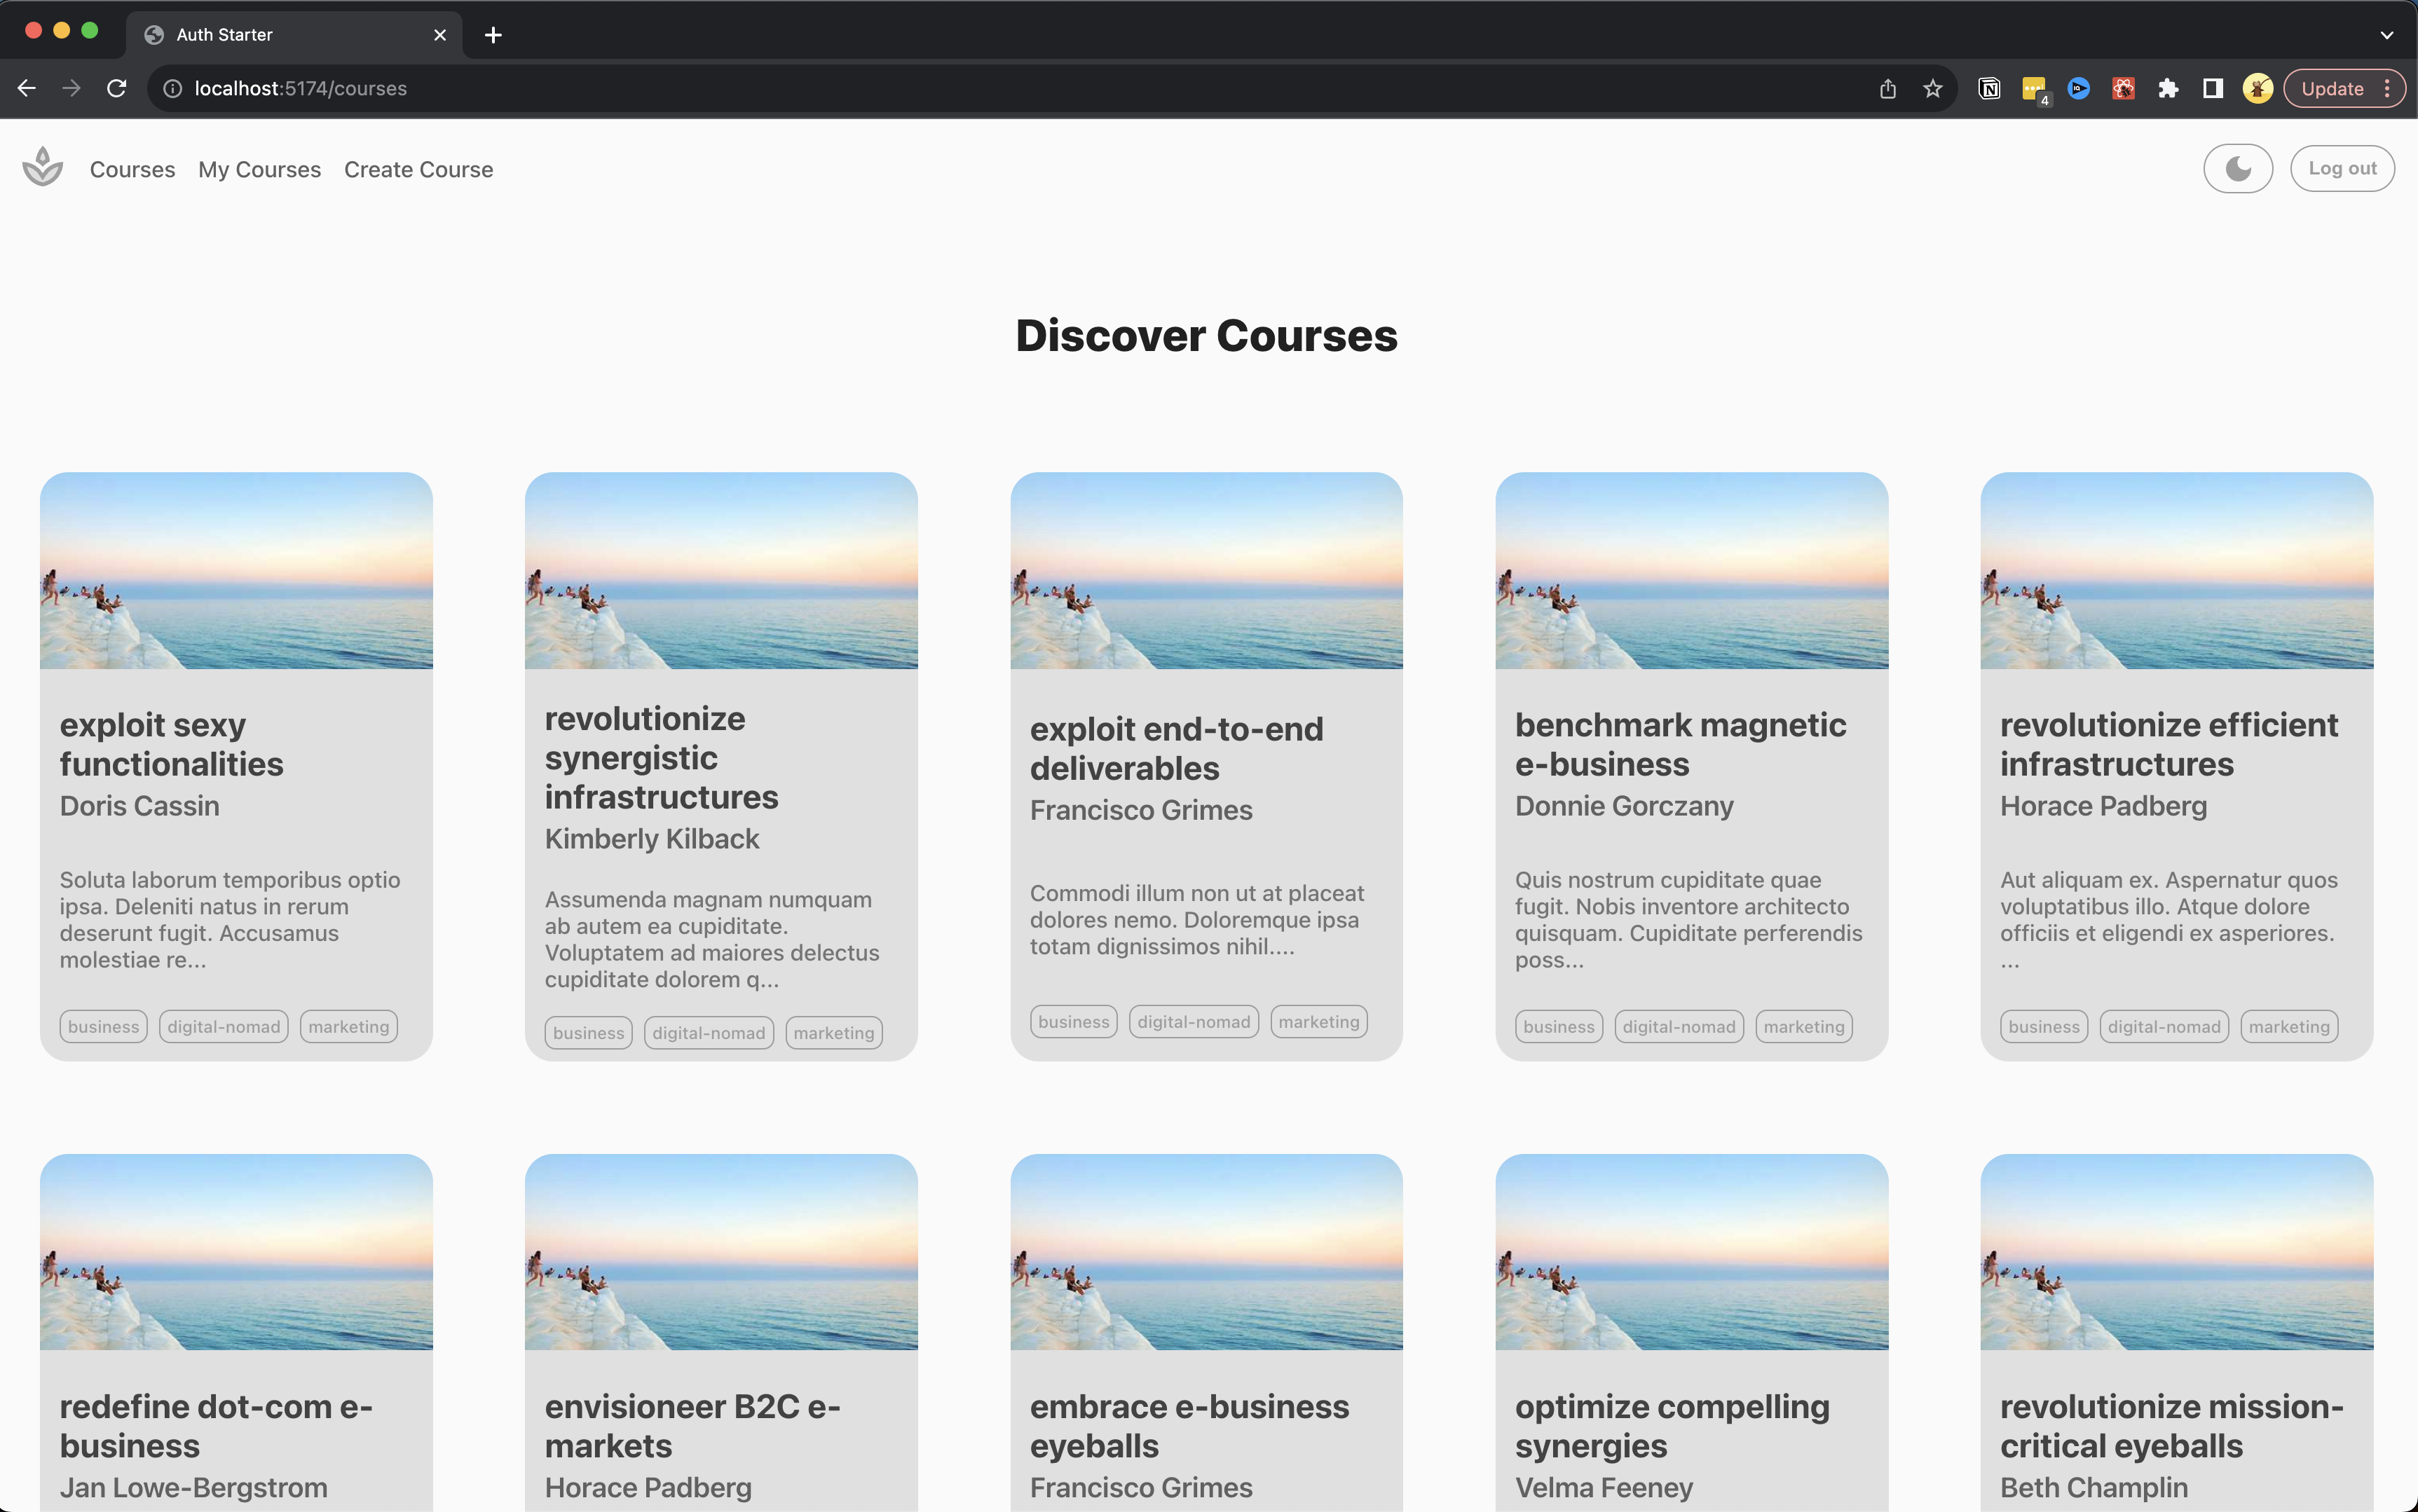 Auth Starter
localhost:5174/courses
4
Update
Courses My Courses Create Course
Log out
Discover Courses
exploit sexy
functionalities
Doris Cassin
Soluta laborum temporibus optio
ipsa. Deleniti natus in rerum
deserunt fugit. Accusamus
molestiae re...
business digital-nomad marketing
revolutionize
synergistic
infrastructures
Kimberly Kilback
Assumenda magnam numquam
ab autem ea cupiditate.
Voluptatem ad maiores delectus
cupiditate dolorem q...
business digital-nomad marketing
exploit end-to-end
deliverables
Francisco Grimes
Commodi illum non ut at placeat
dolores nemo. Doloremque ipsa
totam dignissimos nihil....
business digital-nomad marketing
benchmark magnetic
e-business
Donnie Gorczany
Quis nostrum cupiditate quae
fugit. Nobis inventore architecto
quisquam. Cupiditate perferendis
poss...
business digital-nomad marketing
revolutionize efficient
infrastructures
Horace Padberg
Aut aliquam ex. Aspernatur quos
voluptatibus illo. Atque dolore
officiis et eligendi ex asperiores.
...
business digital-nomad marketing
redefine dot-com e-
business
Jan Lowe-Bergstrom
envisioneer B2C e-
markets
Horace Padberg
embrace e-business
eyeballs
Francisco Grimes
optimize compelling
synergies
Velma Feeney
revolutionize mission-
critical eyeballs
Beth Champlin